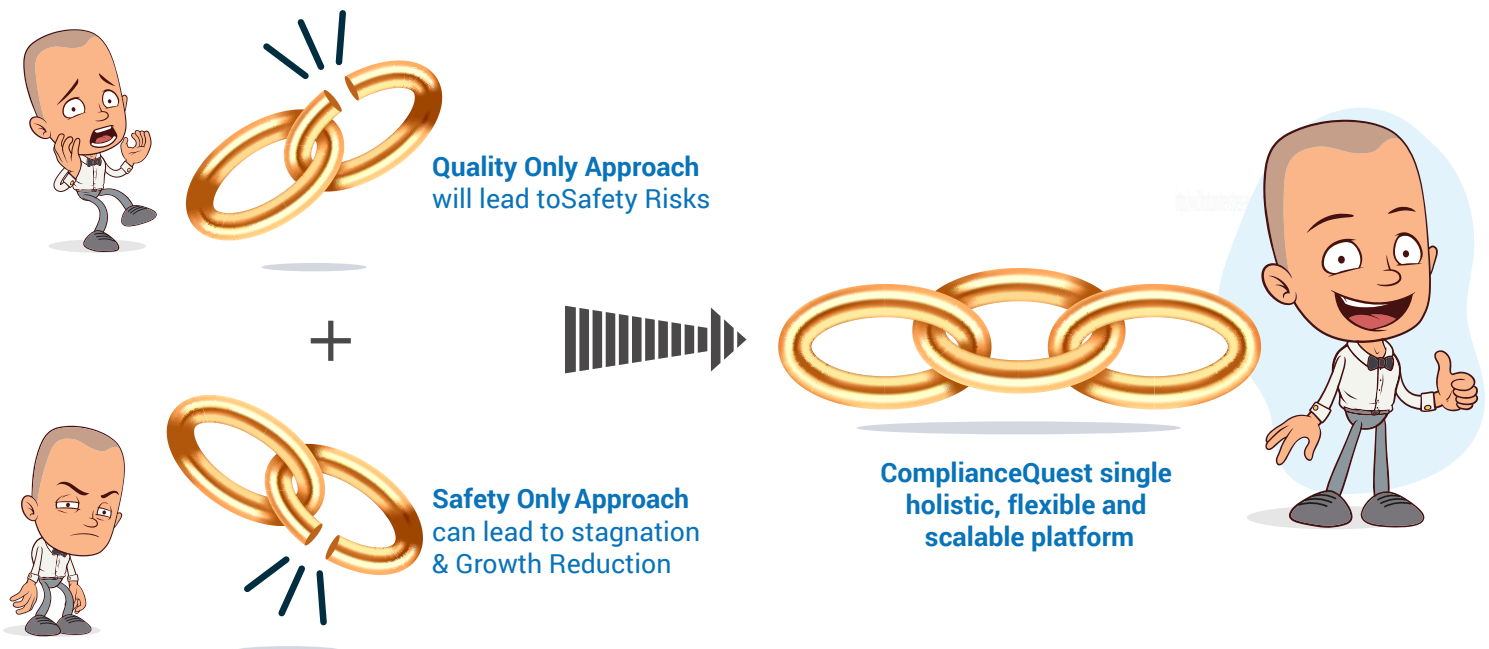 Quality Only Approach
will lead toSafety Risks
+
Safety Only Approach
can lead to stagnation
& Growth Reduction
ComplianceQuest single
holistic, flexible and
scalable platform